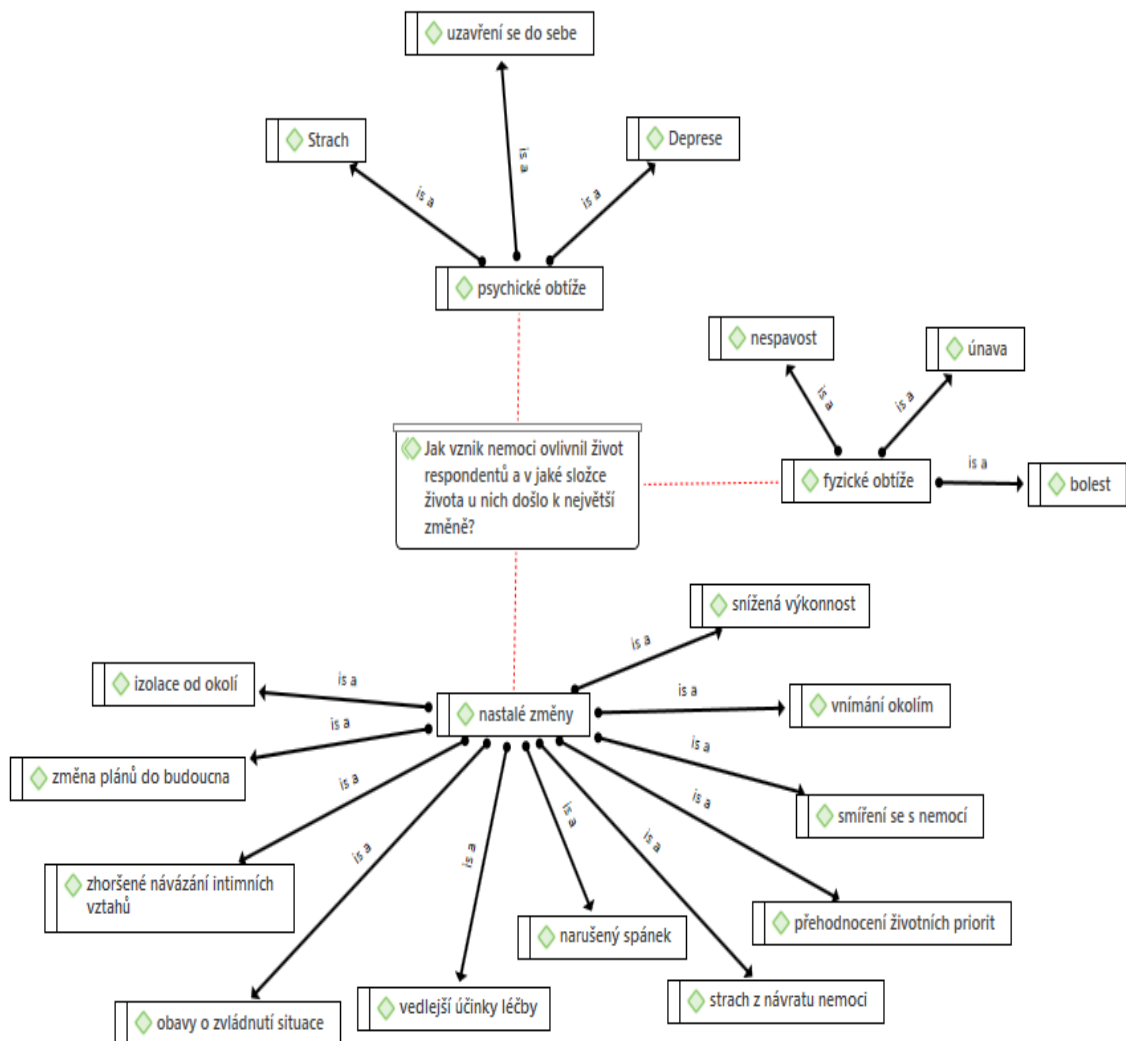 uzavření se do sebe
Strach
Deprese
is a
is a
is a
psychické obtíže
nespavost
únava
is a
is a
Jak vznik nemoci ovlivnil život
respondentů a v jaké složce
života u nich došlo k největší
změně?
fyzické obtíže
is a
bolest
snížená výkonnost
is a
izolace od okolí
is a
nastalé změny
is a
vnímání okolím
is a
změna plánů do budoucna
is a
smíření se s nemocí
is a
is a
is a
is a
is a
is a
zhoršené návázání intimních
vztahů
narušený spánek
přehodnocení životních priorit
obavy o zvládnutí situace
vedlejší účinky léčby
strach z návratu nemoci